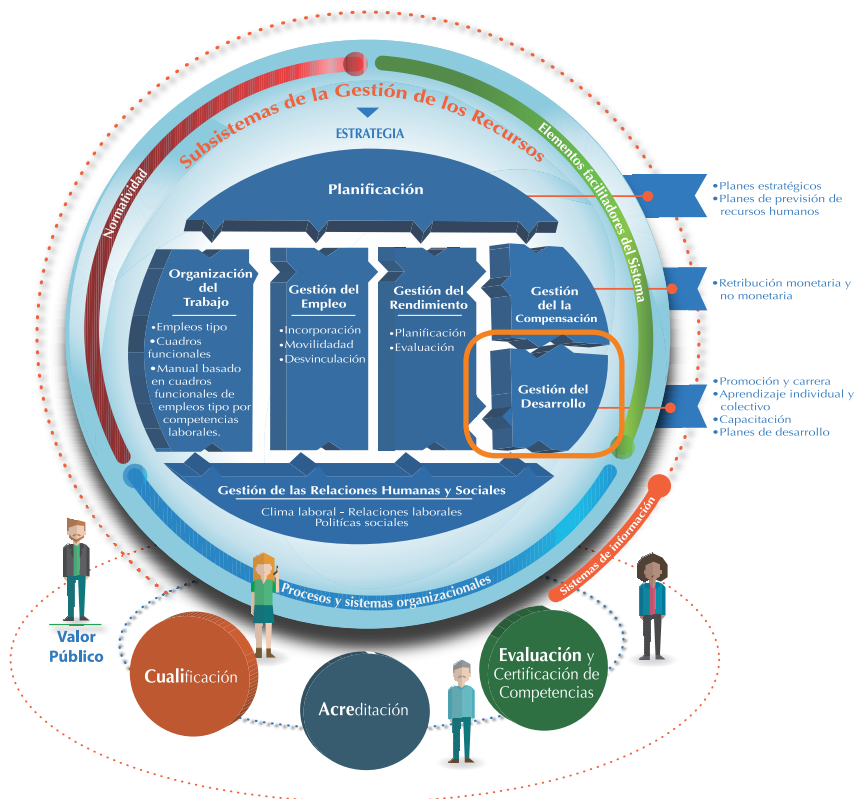 Subsistemas de la Gestión de los Recursos
ESTRATEGIA
Normatividad
Elementos facilitadores del Sistema
Planificación
•Planes estratégicos
•Planes de previsión de
recursos humanos
Organización
del
Trabajo
•Empleos tipo
•Cuadros
funcionales
•Manual basado
en cuadros
funcionales de
empleos tipo por
competencias
laborales.
Gestión del
Empleo
•Incorporación
•Movilidadad
•Desvinculación
Gestión del
Rendimiento
•Planificación
•Evaluación
Gestión
del la
Compensación
•Retribución monetaria y
no monetaria
Gestión del
Desarrollo
•Promoción y carrera
•Aprendizaje individual y
colectivo
•Capacitación
•Planes de desarrollo
Gestión de las Relaciones Humanas y Sociales
Clima laboral – Relaciones laborales
Politícas sociales
Procesos y sistemas organizacionales
Sistemas de información
Valor
Público
Cualificación
Acreditación
Evaluación y
Certificación de
Competencias